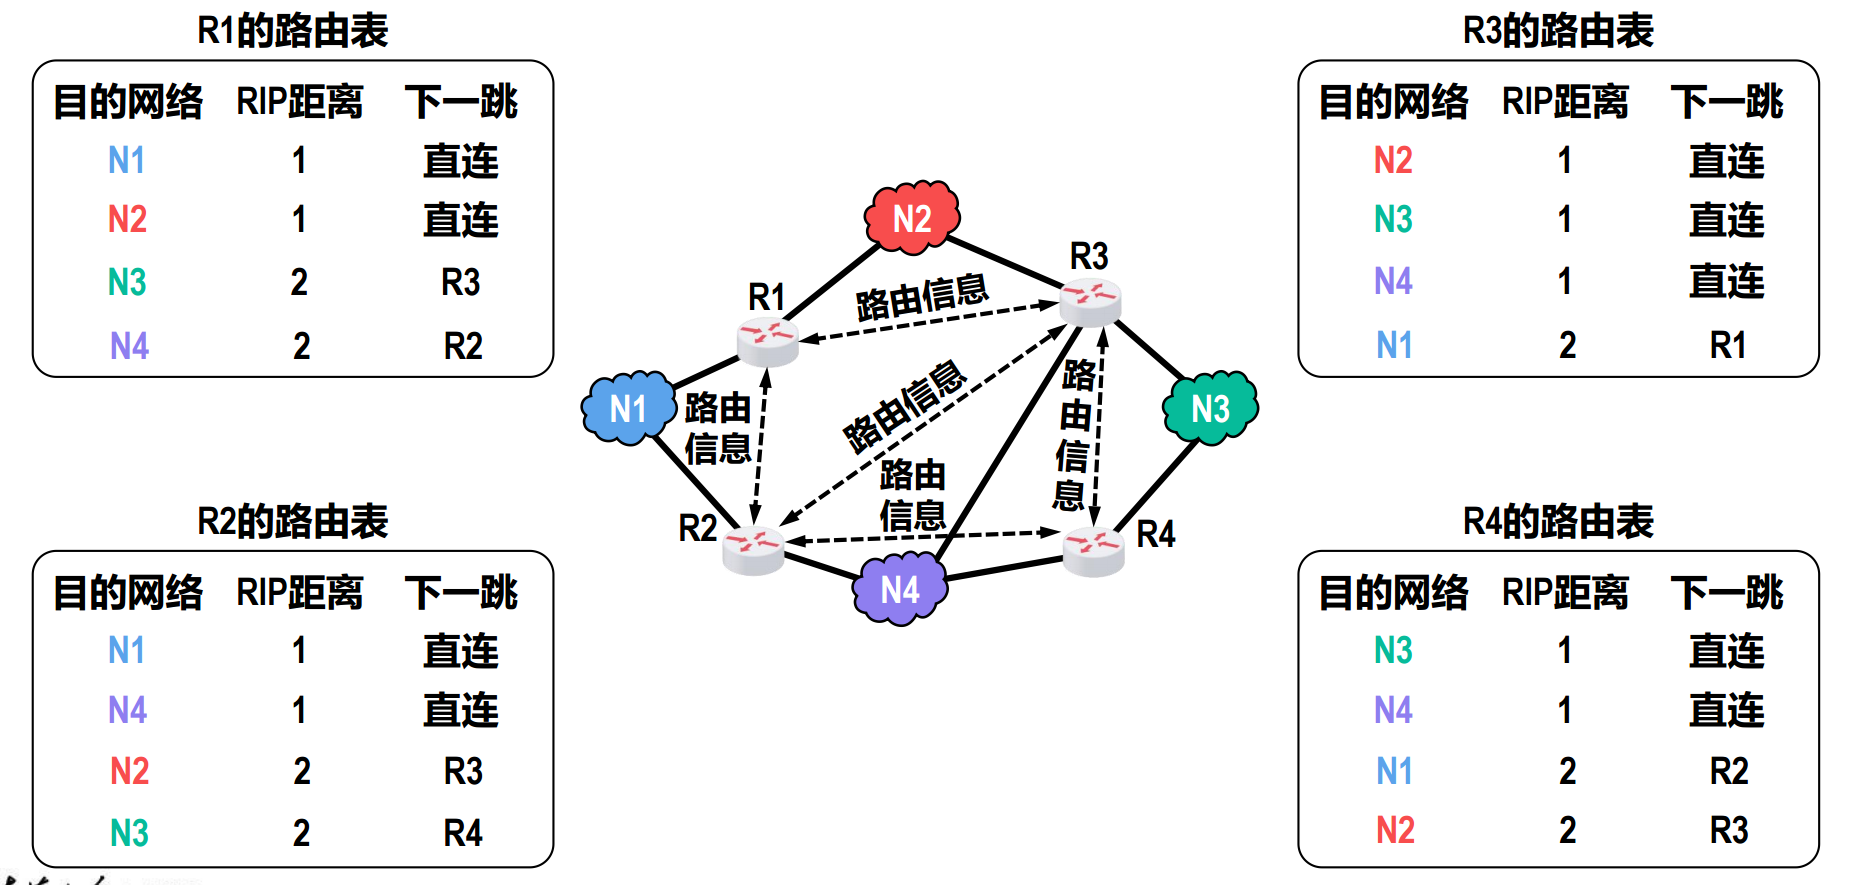 R1的路由表
目的网络 RIP距离 下一跳
N1 1 直连
N2 1 直连
N3 2 R3
N4 2 R2
R2的路由表
目的网络 RIP距离 下一跳
N1 1 直连
N4 1 直连
N2 2 R3
N3 2 R4
N2
R3
R1
路由信息
N1
路由
信息
路由信息
路
由
信
息
N3
路由
信息
R2
R4
N4
R3的路由表
目的网络 RIP距离 下一跳
N2 1 直连
N3 1 直连
N4 1 直连
N1 2 R1
R4的路由表
目的网络 RIP距离 下一跳
N3 1 直连
N4 1 直连
N1 2 R2
N2 2 R3